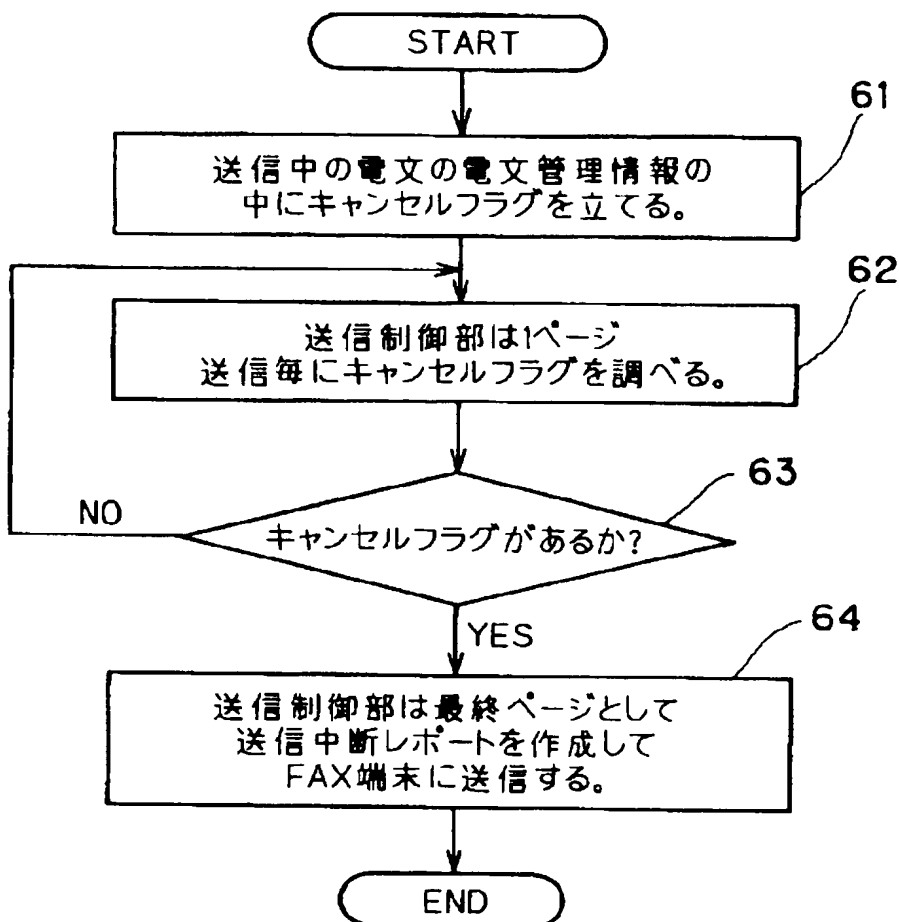 START
61
送信中の電文の電文管理情報の
中にキャンセルフラグを立てる。
62
送信制御部は1ページ
送信毎にキャンセルフラグを調べる。
63
キャンセルフラグがあるか?
NO
YES
64
送信制御部は最終ページとして
送信中断レポートを作成して
FAX端末に送信する。
END